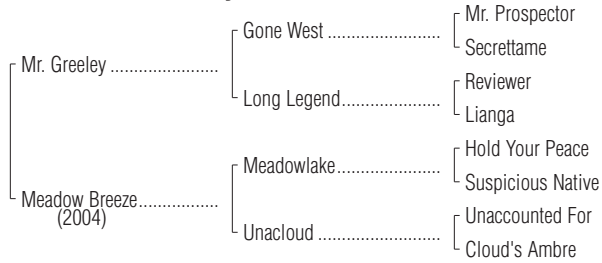 Mr. Prospector
Gone West ..................
Secrettame
Mr. Greeley .....................
Reviewer
Long Legend...................
Lianga
Hold Your Peace
Meadowlake....................
Suspicious Native
Meadow Breeze................
(2004)
Unaccounted For
Unacloud .......................
Cloud's Ambre